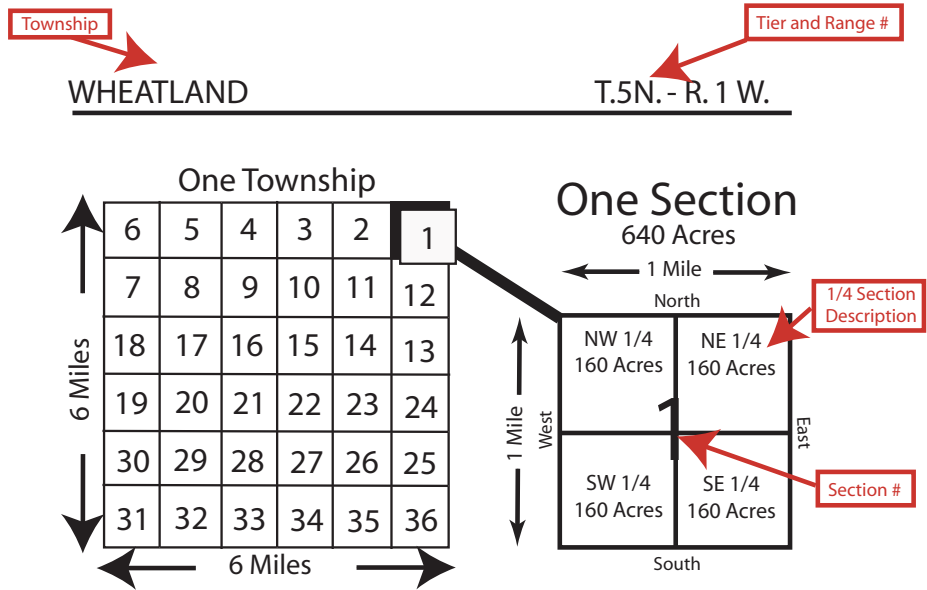 Township
Tier and Range #
WHEATLAND
T.5N. - R. 1 W.
One Township
6 5 4 3 2 1
7 8 9 10 11 12
18 17 16 15 14 13
19 20 21 22 23 24
30 29 28 27 26 25
31 32 33 34 35 36
6 Miles
6 Miles
One Section
640 Acres
1 Mile
North
1/4 Section
Description
NW 1/4
160 Acres
NE 1/4
160 Acres
1 Mile
West
1
East
SW 1/4
160 Acres
SE 1/4
160 Acres
Section #
South